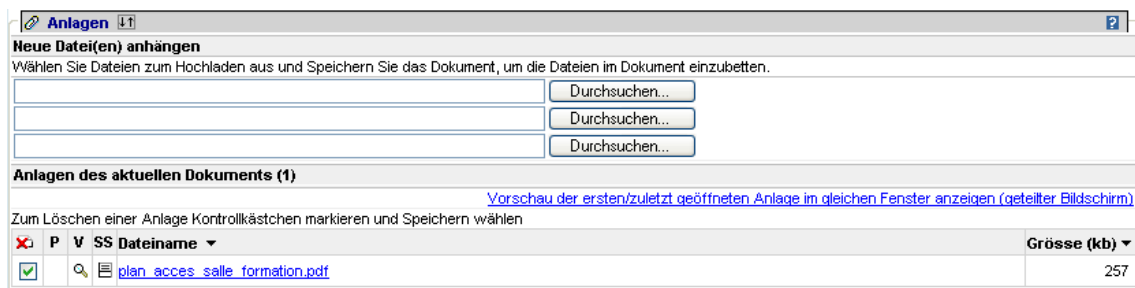 Anlagen ?
Neue Datei(en) anhängen
Wählen Sie Dateien zum Hochladen aus und Speichern Sie das Dokument, um die Dateien im Dokument einzubetten.
Durchsuchen...
Durchsuchen...
Durchsuchen...
Anlagen des aktuellen Dokuments (1)
Vorschau der ersten/zuletzt geöffneten Anlage im gleichen Fenster anzeigen (geteilter Bildschirm)
Zum Löschen einer Anlage Kontrollkästchen markieren und Speichern wählen
P V SS Dateiname Grösse (kb)
plan_acces_salle_formation.pdf 257